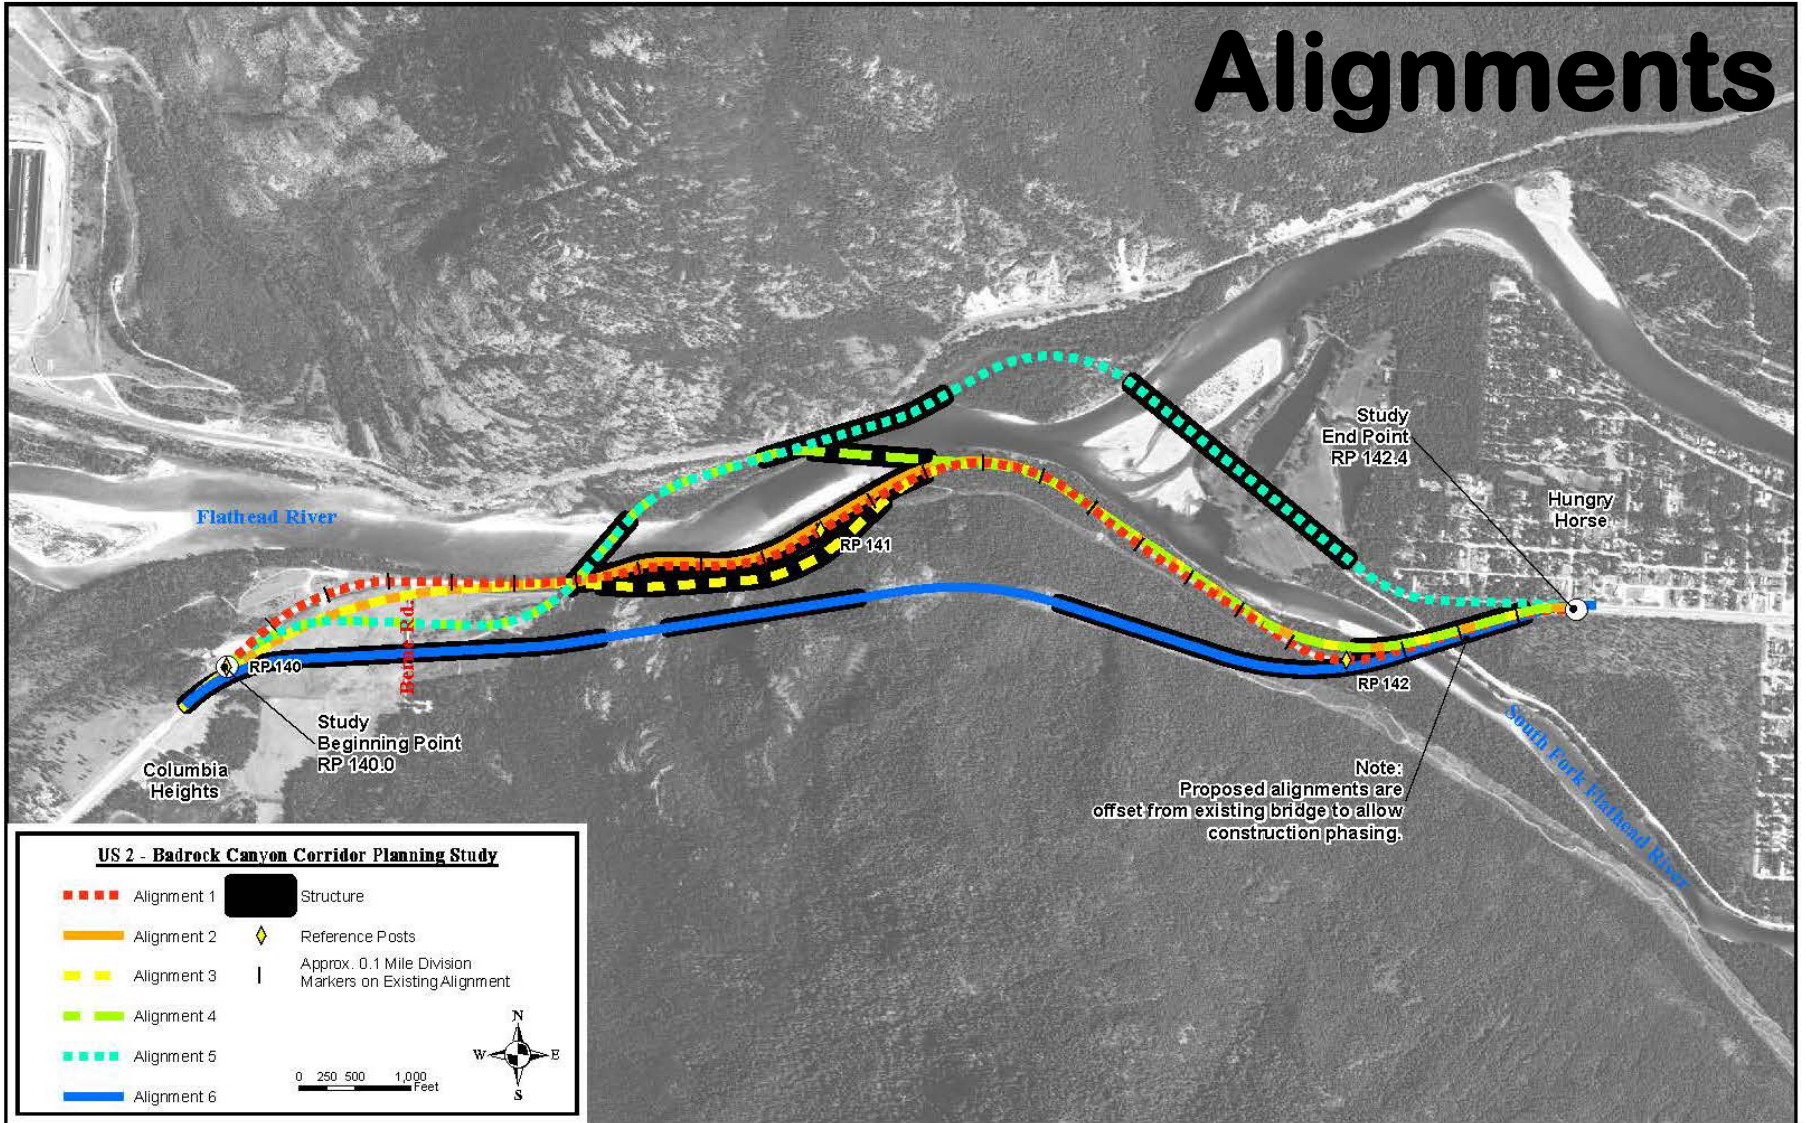 Alignments
Study
End Point
RP 142.4
Hungry
Horse
Flathead River
RP 141
Berne Rd.
RP 140
RP 142
Study
Beginning Point
RP 140.0
Columbia
Heights
South Fork Flathead River
Note:
Proposed alignments are
offset from existing bridge to allow
construction phasing.
US 2 - Badrock Canyon Corridor Planning Study
Alignment 1
Structure
Alignment 2
Reference Posts
Alignment 3
Approx. 0.1 Mile Division
Markers on Existing Alignment
Alignment 4
Alignment 5
Alignment 6
N
W
E
S
0 250 500 1,000
Feet